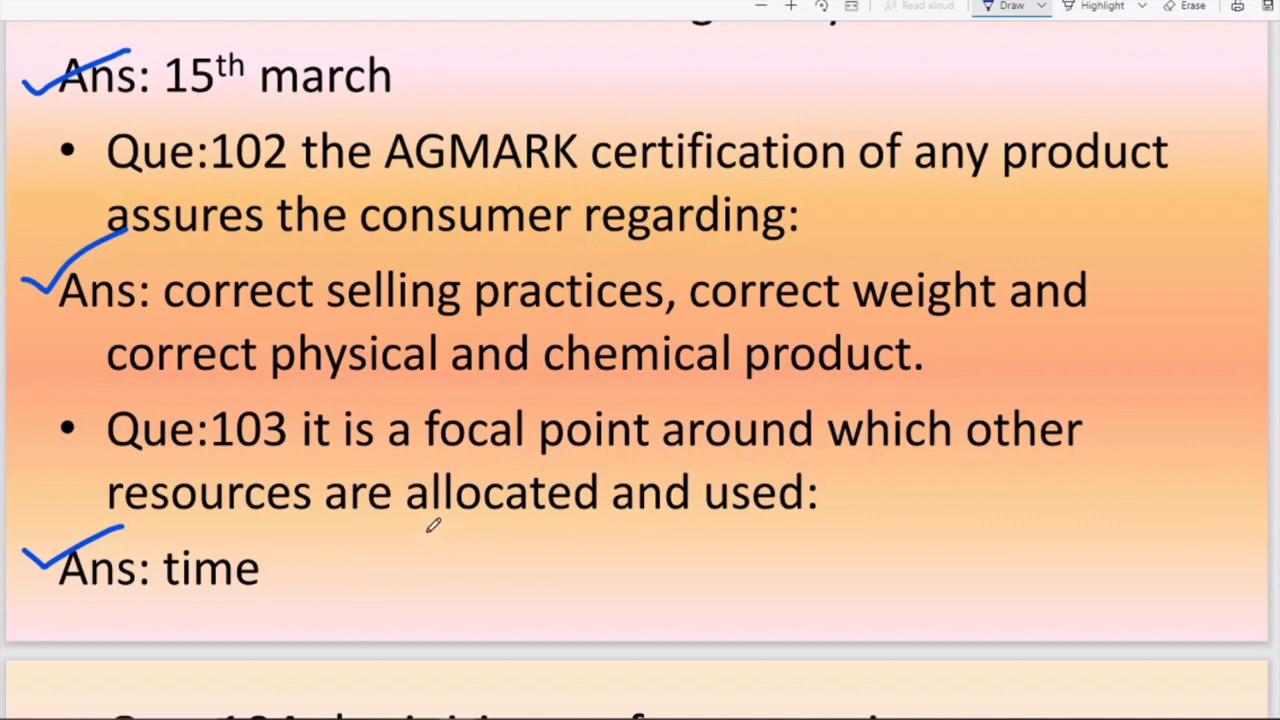 Read aloud Draw Highlight Erase
Ans: 15th march
• Que:102 the AGMARK certification of any product
assures the consumer regarding:
Ans: correct selling practices, correct weight and
correct physical and chemical product.
• Que:103 it is a focal point around which other
resources are allocated and used:
Ans: time